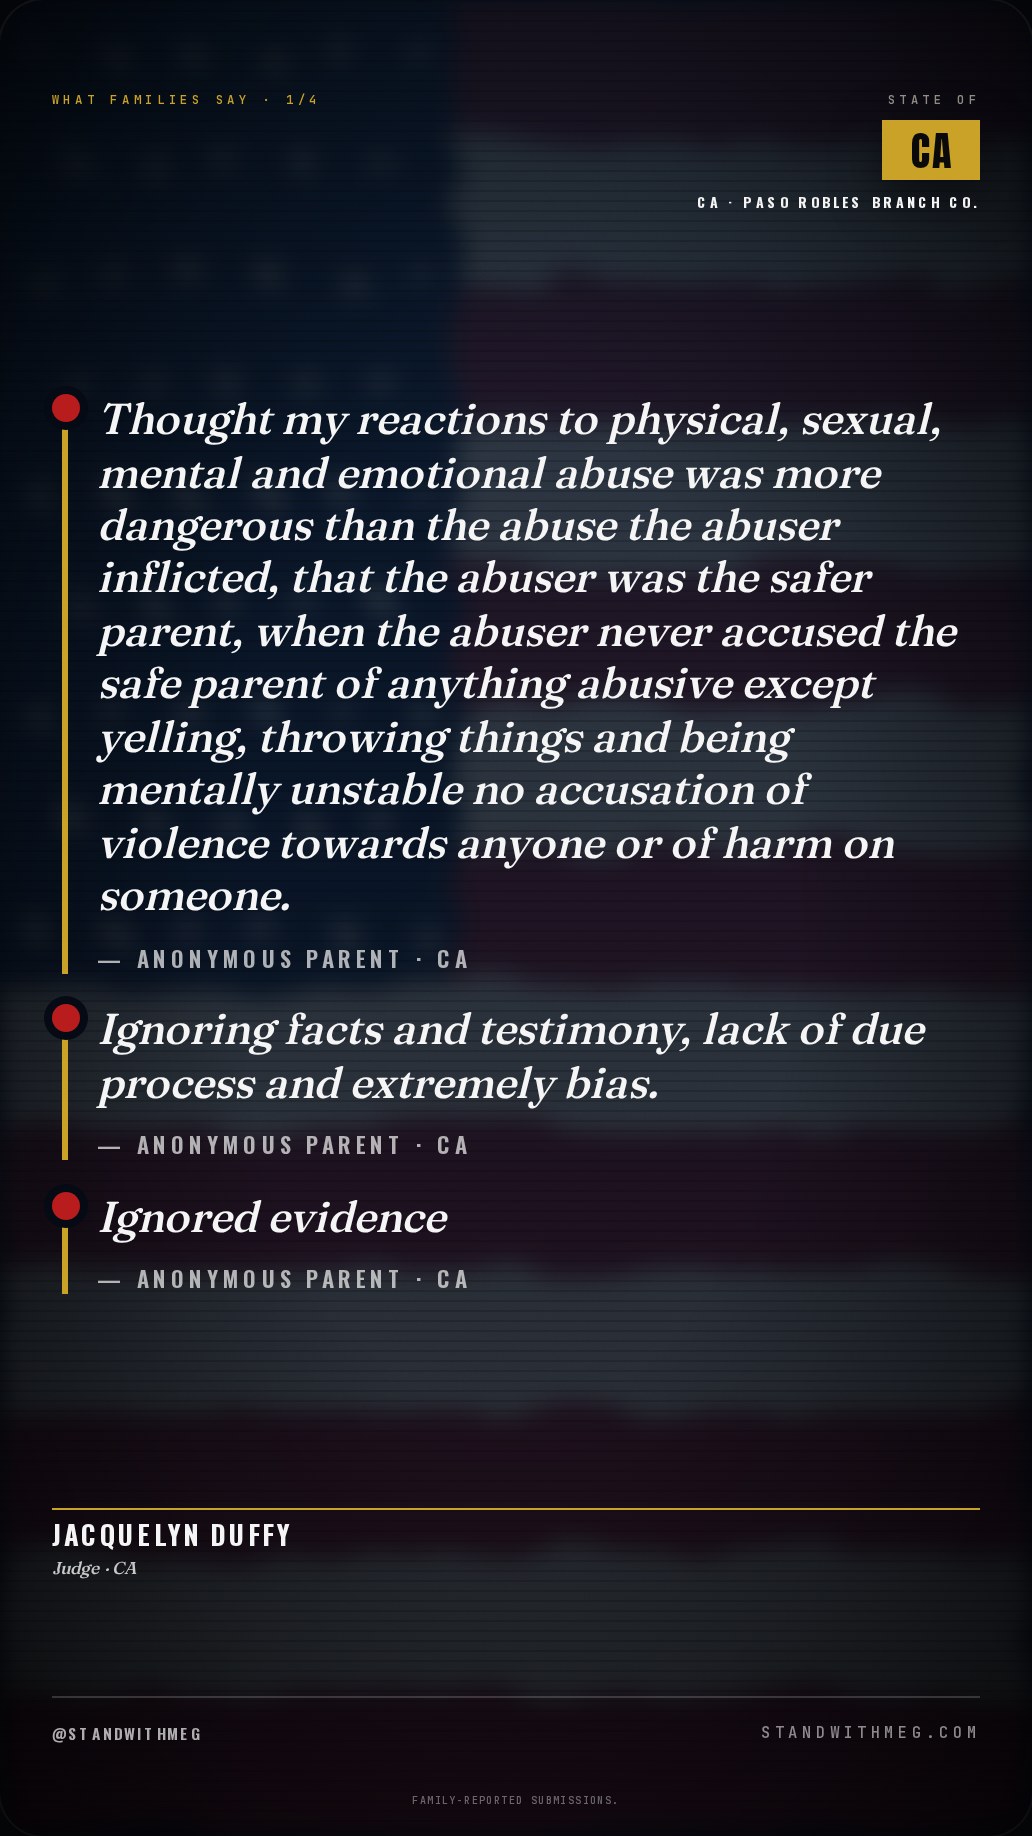 WHAT FAMILIES SAY · 1/4
STATE OF
CA
CA · PASO ROBLES BRANCH CO.
Thought my reactions to physical, sexual,
mental and emotional abuse was more
dangerous than the abuse the abuser
inflicted, that the abuser was the safer
parent, when the abuser never accused the
safe parent of anything abusive except
yelling, throwing things and being
mentally unstable no accusation of
violence towards anyone or of harm on
someone.
— ANONYMOUS PARENT · CA
Ignoring facts and testimony, lack of due
process and extremely bias.
— ANONYMOUS PARENT · CA
Ignored evidence
— ANONYMOUS PARENT · CA
JACQUELYN DUFFY
Judge · CA
@STANDWITHMEG
STANDWITHMEG.COM
FAMILY-REPORTED SUBMISSIONS.